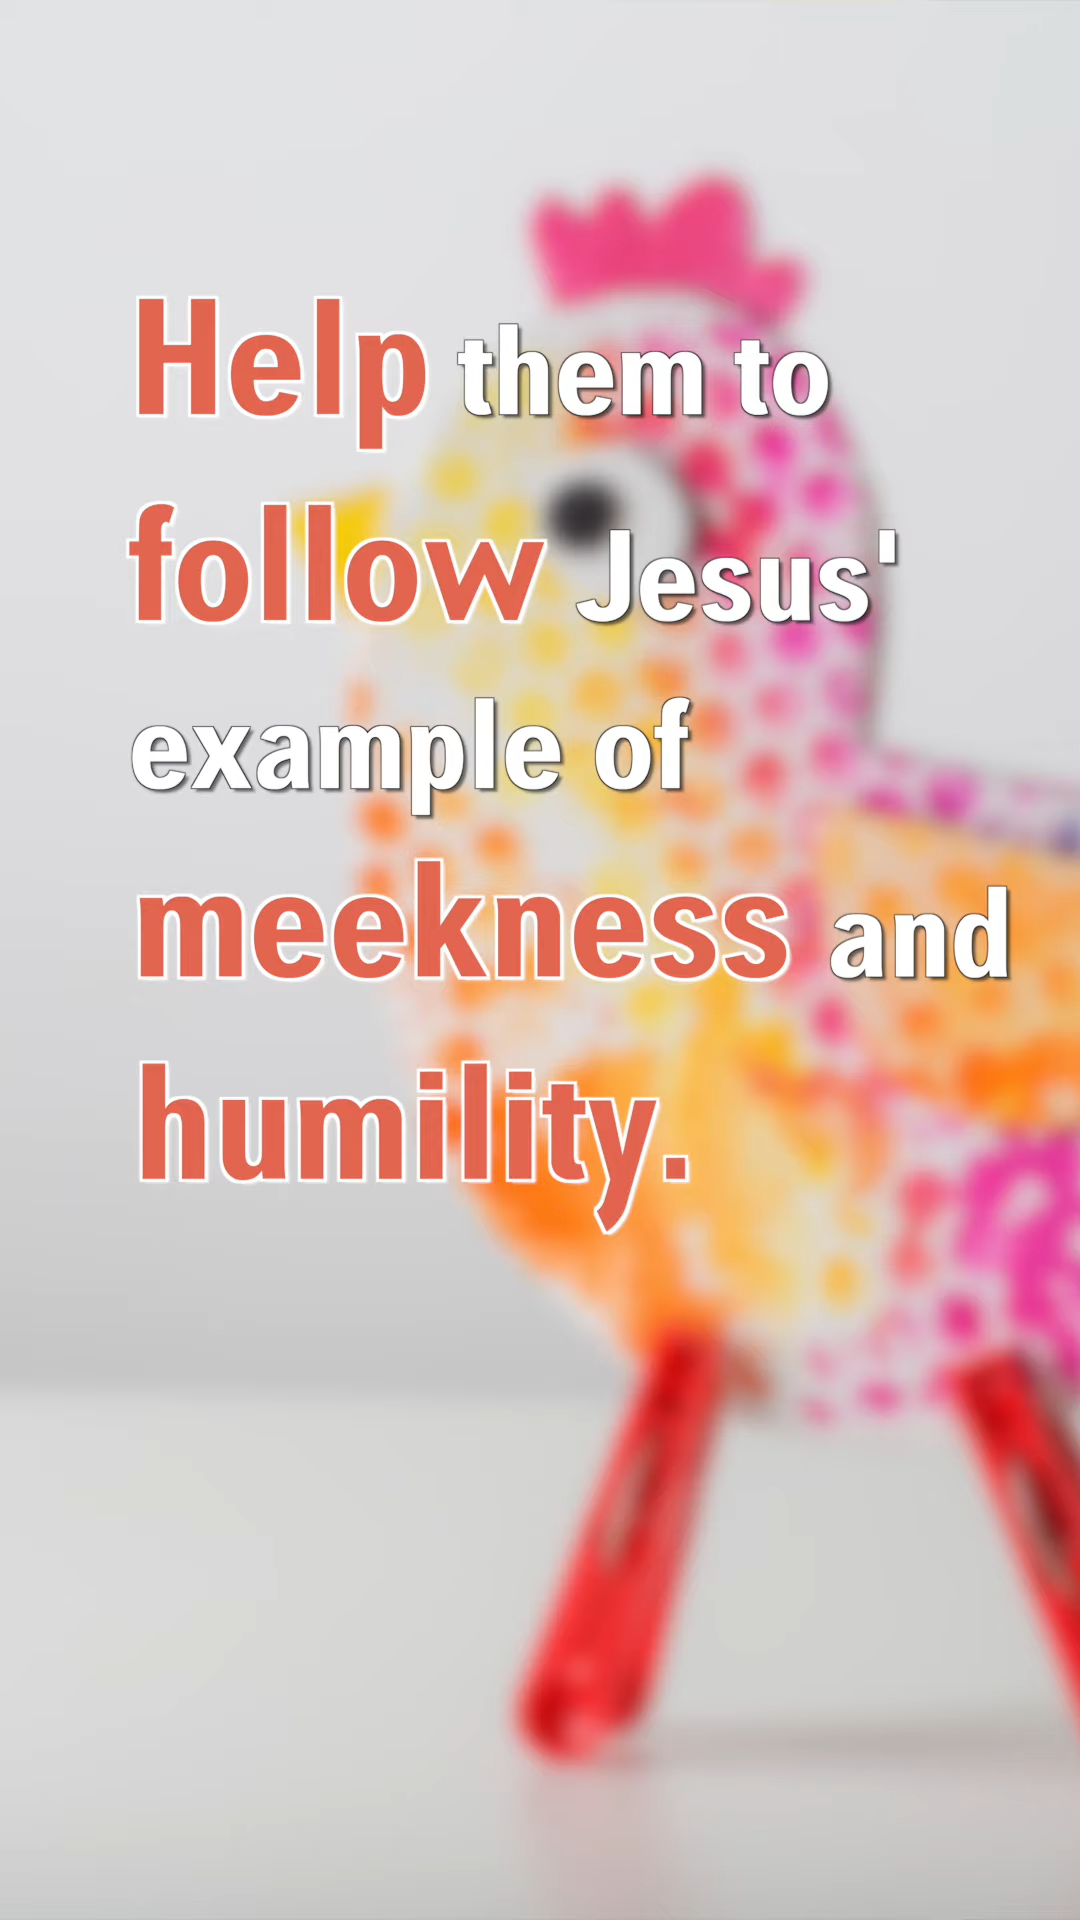 Help them to
follow Jesus'
example of
meekness and
humility.